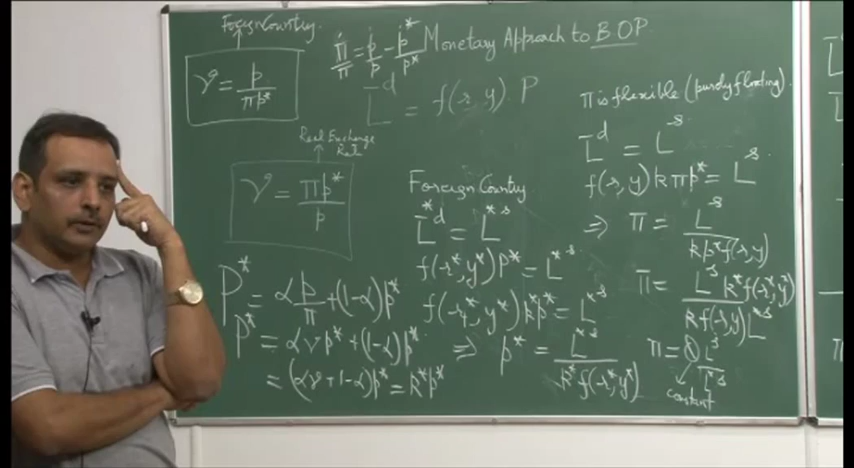 Foreign Country.
ν = p / πp*
π̇/π = ṗ/p - ṗ*/p*
Monetary Approach to BOP
L^d = f(r, y) . P
Real Exchange
Rate
ν = πp* / p
P* = α p/π + (1-α) p*
P* = α ν p* + (1-α) p*
= (αν + 1-α) p* = k* p*
Foreign Country
L*^d = L*^s
f(r*, y*) P* = L*^s
f(r*, y*) k* p* = L*^s
⇒ p* = L*^s / k* f(r*, y*)
π is flexible (purely floating).
L^d = L^s
f(r, y) k π p* = L^s
⇒ π = L^s / k p* f(r, y)
π = L^s k* f(r*, y*) / k f(r, y) L*^s
π = L^s / L*^s
constant